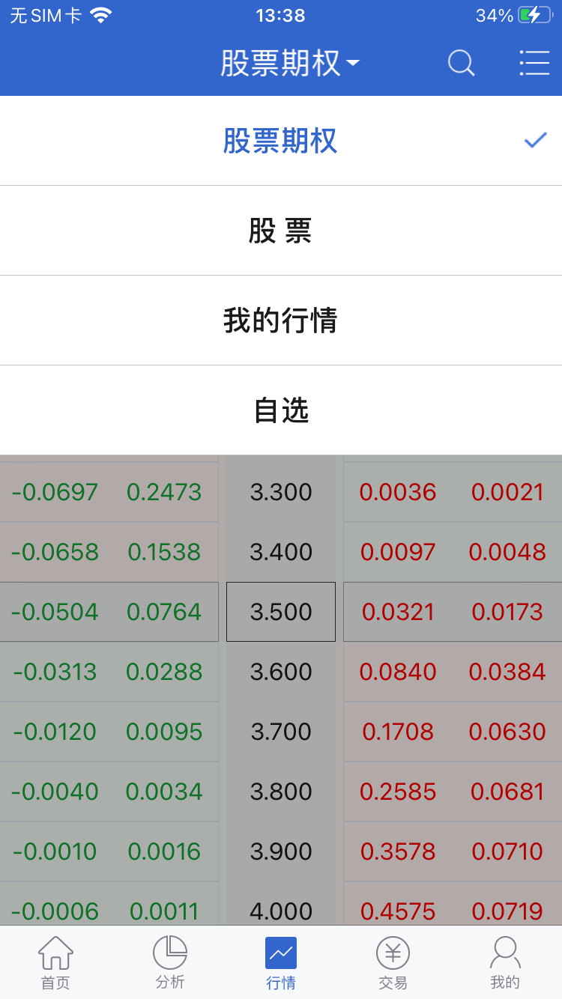 无SIM卡 13:38 34%
股票期权
股票期权
股 票
我的行情
自选
-0.0697 0.2473 3.300 0.0036 0.0021
-0.0658 0.1538 3.400 0.0097 0.0048
-0.0504 0.0764 3.500 0.0321 0.0173
-0.0313 0.0288 3.600 0.0840 0.0384
-0.0120 0.0095 3.700 0.1708 0.0630
-0.0040 0.0034 3.800 0.2585 0.0681
-0.0010 0.0016 3.900 0.3578 0.0710
-0.0006 0.0011 4.000 0.4575 0.0719
首页 分析 行情 交易 我的